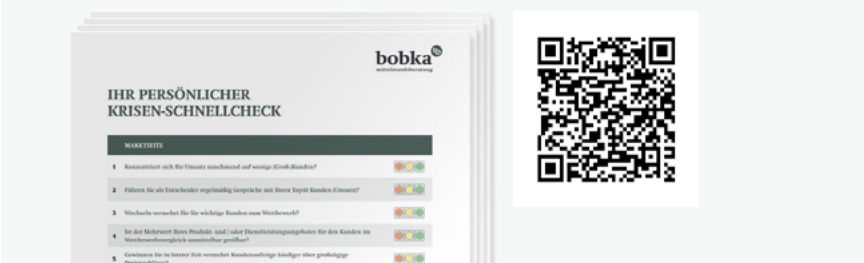 bobka
mittelstandsberatung
IHR PERSÖNLICHER
KRISEN-SCHNELLCHECK
MARKTSEITE
1 Konzentriert sich Ihr Umsatz zunehmend auf wenige (Groß-)Kunden?
2 Führen Sie als Entscheider regelmäßig Gespräche mit Ihren Top10 Kunden (Umsatz)?
3 Wechseln vermehrt für Sie wichtige Kunden zum Wettbewerb?
4 Ist der Mehrwert Ihres Produkt- und / oder Dienstleistungsangebotes für den Kunden im
Wettbewerbsvergleich unmittelbar greifbar?
5 Gewinnen Sie in letzter Zeit vermehrt Kundenaufträge häufiger über großzügige